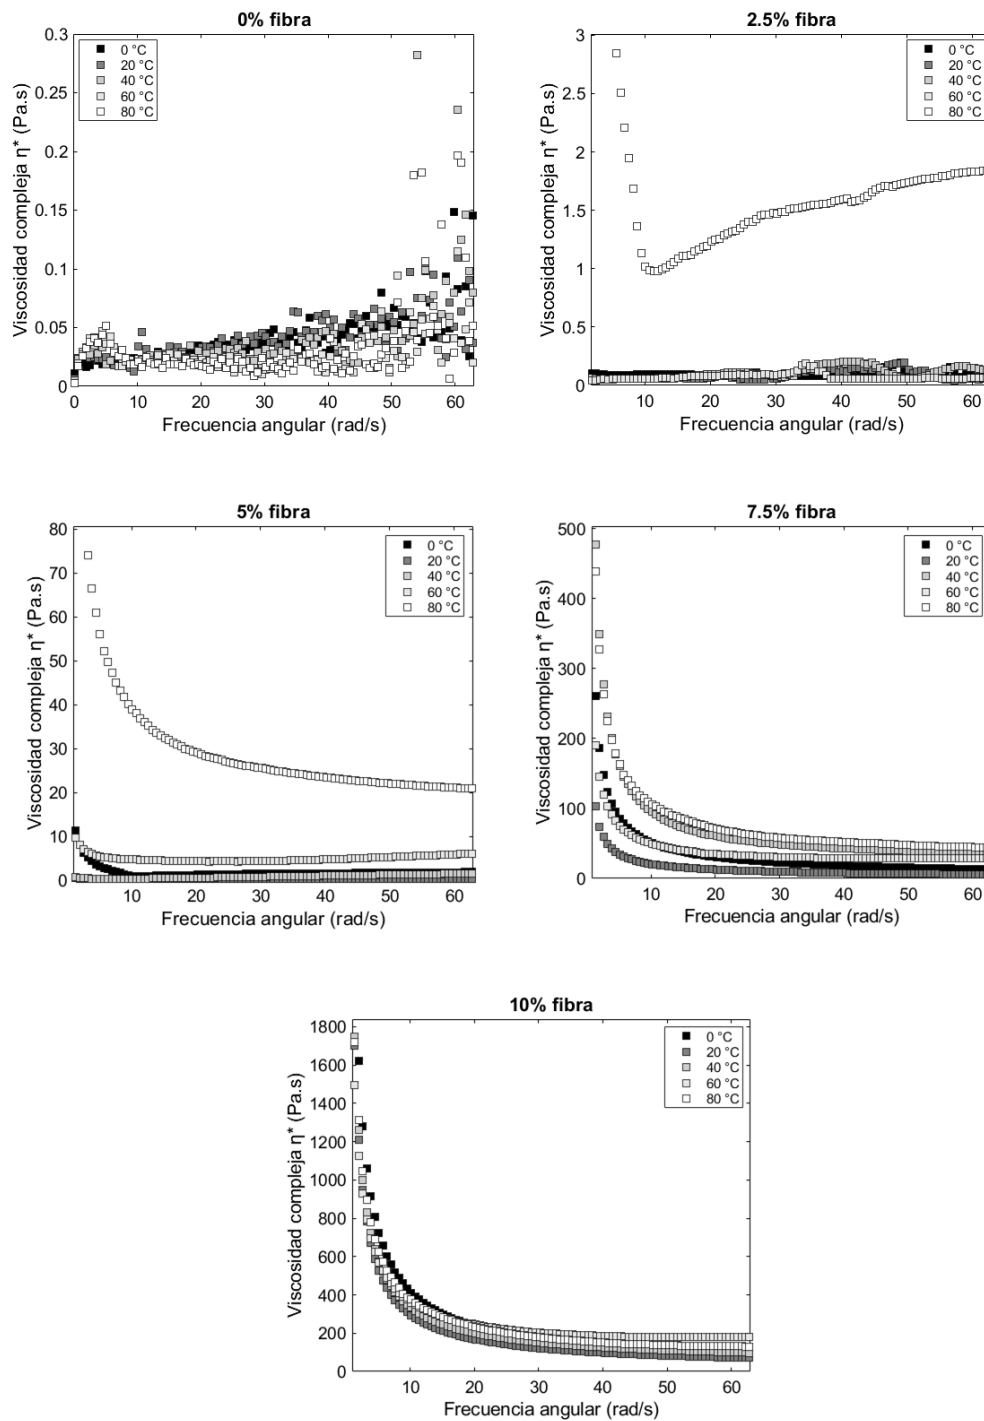 0% fibra
0.3
0.25
0.2
0.15
0.1
0.05
0
Viscosidad compleja η* (Pa.s)
0 °C
20 °C
40 °C
60 °C
80 °C
0 10 20 30 40 50 60
Frecuencia angular (rad/s)
2.5% fibra
3
2.5
2
1.5
1
0.5
0
Viscosidad compleja η* (Pa.s)
0 °C
20 °C
40 °C
60 °C
80 °C
10 20 30 40 50 60
Frecuencia angular (rad/s)
5% fibra
80
70
60
50
40
30
20
10
0
Viscosidad compleja η* (Pa.s)
0 °C
20 °C
40 °C
60 °C
80 °C
10 20 30 40 50 60
Frecuencia angular (rad/s)
7.5% fibra
500
400
300
200
100
0
Viscosidad compleja η* (Pa.s)
0 °C
20 °C
40 °C
60 °C
80 °C
10 20 30 40 50 60
Frecuencia angular (rad/s)
10% fibra
1800
1600
1400
1200
1000
800
600
400
200
0
Viscosidad compleja η* (Pa.s)
0 °C
20 °C
40 °C
60 °C
80 °C
10 20 30 40 50 60
Frecuencia angular (rad/s)